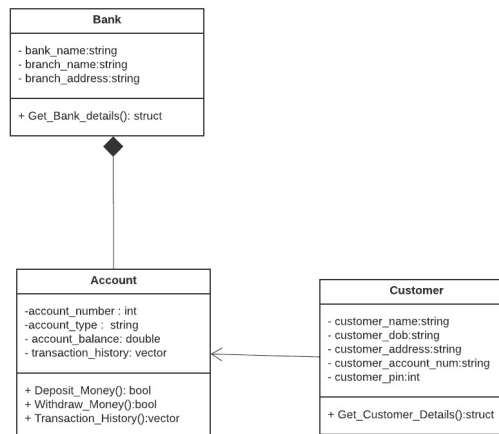 Bank
- bank_name:string
- branch_name:string
- branch_address:string
+ Get_Bank_details(): struct
Account
-account_number : int
-account_type :  string
- account_balance: double
- transaction_history: vector
+ Deposit_Money(): bool
+ Withdraw_Money():bool
+ Transaction_History():vector
Customer
- customer_name:string
- customer_dob:string
- customer_address:string
- customer_account_num:string
- customer_pin:int
+ Get_Customer_Details():struct